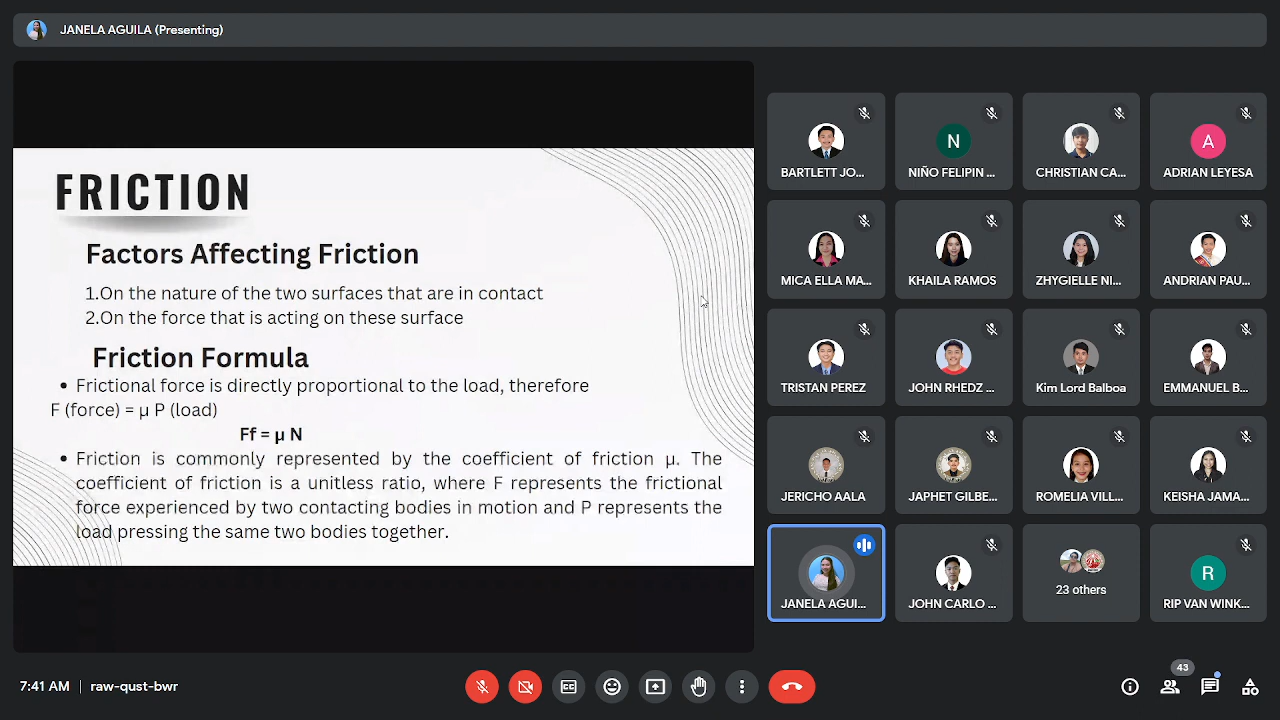 JANELA AGUILA (Presenting)
FRICTION
Factors Affecting Friction
1.On the nature of the two surfaces that are in contact
2.On the force that is acting on these surface
Friction Formula
• Frictional force is directly proportional to the load, therefore
F (force) = μ P (load)
Ff = μ N
• Friction is commonly represented by the coefficient of friction μ. The
coefficient of friction is a unitless ratio, where F represents the frictional
force experienced by two contacting bodies in motion and P represents the
load pressing the same two bodies together.
BARTLETT JO...
N
NIÑO FELIPIN ...
CHRISTIAN CA...
A
ADRIAN LEYESA
MICA ELLA MA...
KHAILA RAMOS
ZHYGIELLE NI...
ANDRIAN PAU...
TRISTAN PEREZ
JOHN RHEDZ ...
Kim Lord Balboa
EMMANUEL B...
JERICHO AALA
JAPHET GILBE...
ROMELIA VILL...
KEISHA JAMA...
JANELA AGUI...
JOHN CARLO ...
23 others
R
RIP VAN WINK...
7:41 AM | raw-qust-bwr
43